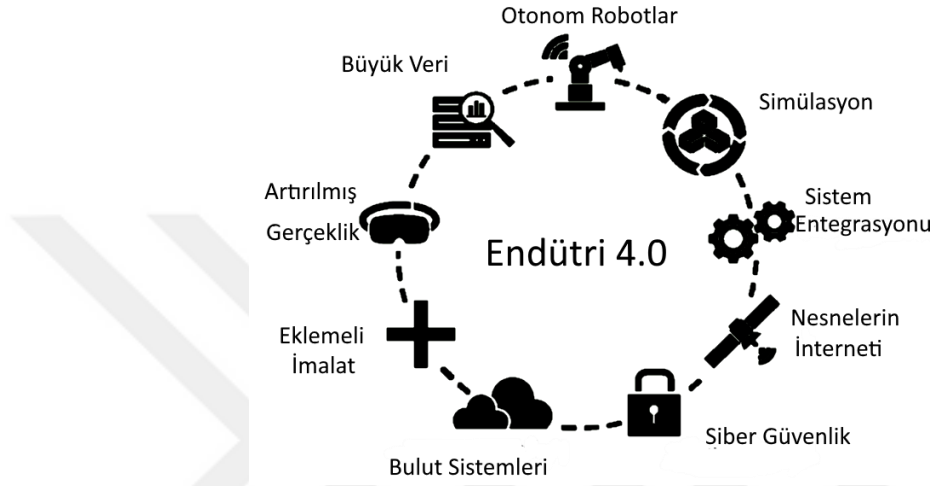 Otonom Robotlar
Büyük Veri
Simülasyon
Artırılmış
Gerçeklik
Sistem
Entegrasyonu
Endütri 4.0
Nesnelerin
İnterneti
Eklemeli
İmalat
Siber Güvenlik
Bulut Sistemleri